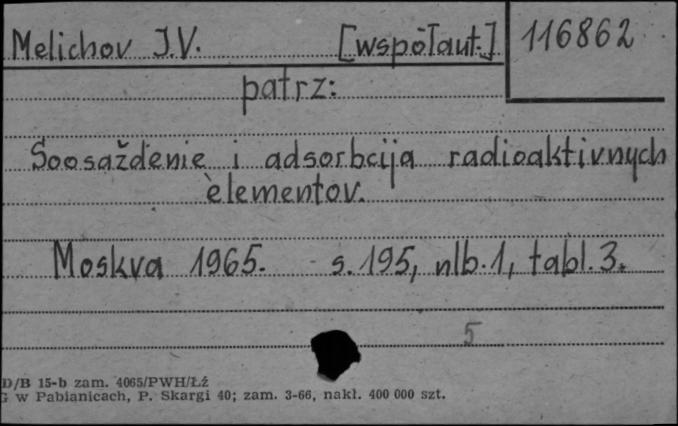 Melichov J.V. [współaut.] 116862
patrz:
Soosaždenie i adsorbcija radioaktivnych
èlementov.
Moskva 1965. s. 195, nlb. 1, tabl. 3.
5
D/B 15-b zam. 4065/PWH/Łź
G w Pabianicach, P. Skargi 40; zam. 3-66, nakł. 400 000 szt.